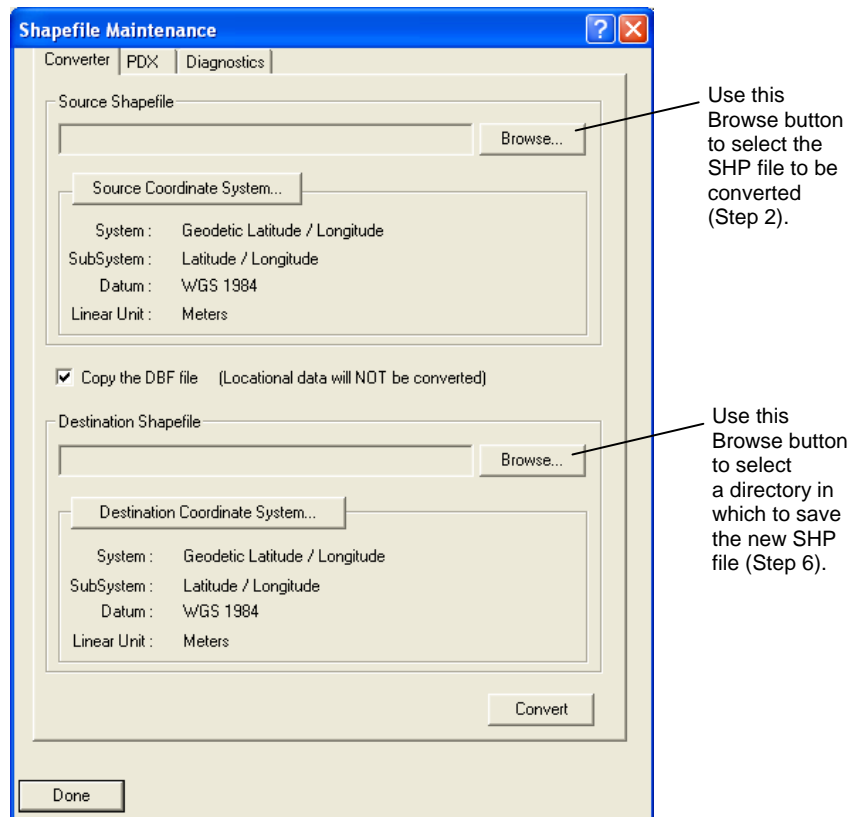 Shapefile Maintenance
Converter
PDX
Diagnostics
Source Shapefile
Browse...
Source Coordinate System...
System : Geodetic Latitude / Longitude
SubSystem : Latitude / Longitude
Datum : WGS 1984
Linear Unit : Meters
Copy the DBF file (Locational data will NOT be converted)
Destination Shapefile
Browse...
Destination Coordinate System...
System : Geodetic Latitude / Longitude
SubSystem : Latitude / Longitude
Datum : WGS 1984
Linear Unit : Meters
Convert
Done
Use this
Browse button
to select the
SHP file to be
converted
(Step 2).
Use this
Browse button
to select
a directory in
which to save
the new SHP
file (Step 6).